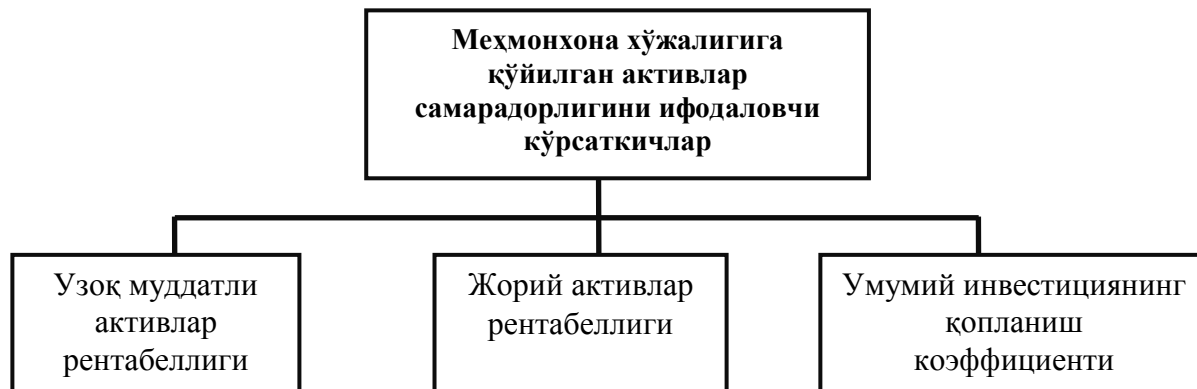 Меҳмонхона хўжалигига
қўйилган активлар
самарадорлигини ифодаловчи
кўрсаткичлар
Узоқ муддатли
активлар
рентабеллиги
Жорий активлар
рентабеллиги
Умумий инвестициянинг
қопланиш
коэффициенти